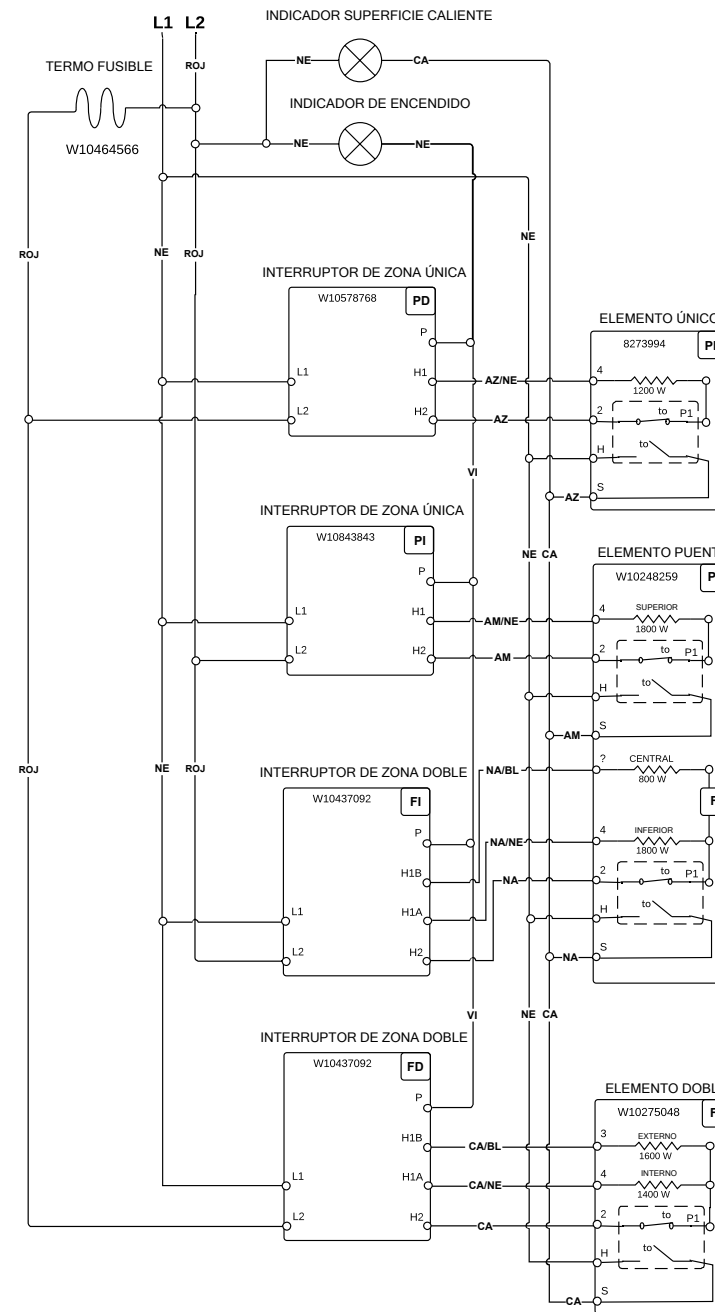 L1 L2
INDICADOR SUPERFICIE CALIENTE
TERMO FUSIBLE
ROJ
NE
CA
INDICADOR DE ENCENDIDO
W10464566
NE
NE
NE
ROJ
NE
ROJ
INTERRUPTOR DE ZONA ÚNICA
W10578768
PD
P
L1
H1
AZ/NE
L2
H2
AZ
ELEMENTO ÚNICO
8273994
4
1200 W
2
to
P1
H
to
S
AZ
VI
INTERRUPTOR DE ZONA ÚNICA
W10843843
PI
P
L1
H1
AM/NE
L2
H2
AM
NE CA
ELEMENTO PUENT
W10248259
P
4
SUPERIOR
1800 W
2
to
P1
H
to
S
AM
ROJ
NE
ROJ
INTERRUPTOR DE ZONA DOBLE
W10437092
FI
P
H1B
NA/BL
L1
H1A
NA/NE
L2
H2
NA
?
CENTRAL
800 W
F
4
INFERIOR
1800 W
2
to
P1
H
to
S
NA
VI
NE CA
INTERRUPTOR DE ZONA DOBLE
W10437092
FD
P
H1B
CA/BL
L1
H1A
CA/NE
L2
H2
CA
ELEMENTO DOBL
W10275048
F
3
EXTERNO
1600 W
4
INTERNO
1400 W
2
to
P1
H
to
S
CA